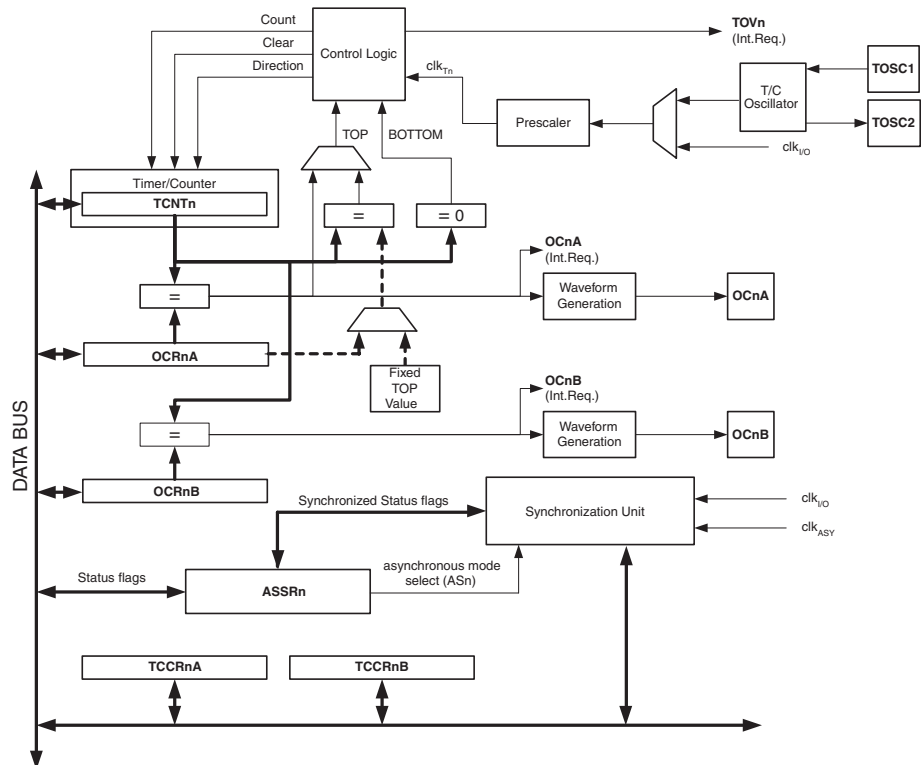 Count
Clear
Direction
Control Logic
TOVn
(Int.Req.)
clkTn
TOSC1
T/C
Oscillator
TOSC2
Prescaler
clkI/O
TOP
BOTTOM
Timer/Counter
TCNTn
=
= 0
OCnA
(Int.Req.)
=
Waveform
Generation
OCnA
OCRnA
Fixed
TOP
Value
OCnB
(Int.Req.)
=
Waveform
Generation
OCnB
DATA BUS
OCRnB
Synchronized Status flags
Synchronization Unit
clkI/O
clkASY
Status flags
ASSRn
asynchronous mode
select (ASn)
TCCRnA
TCCRnB